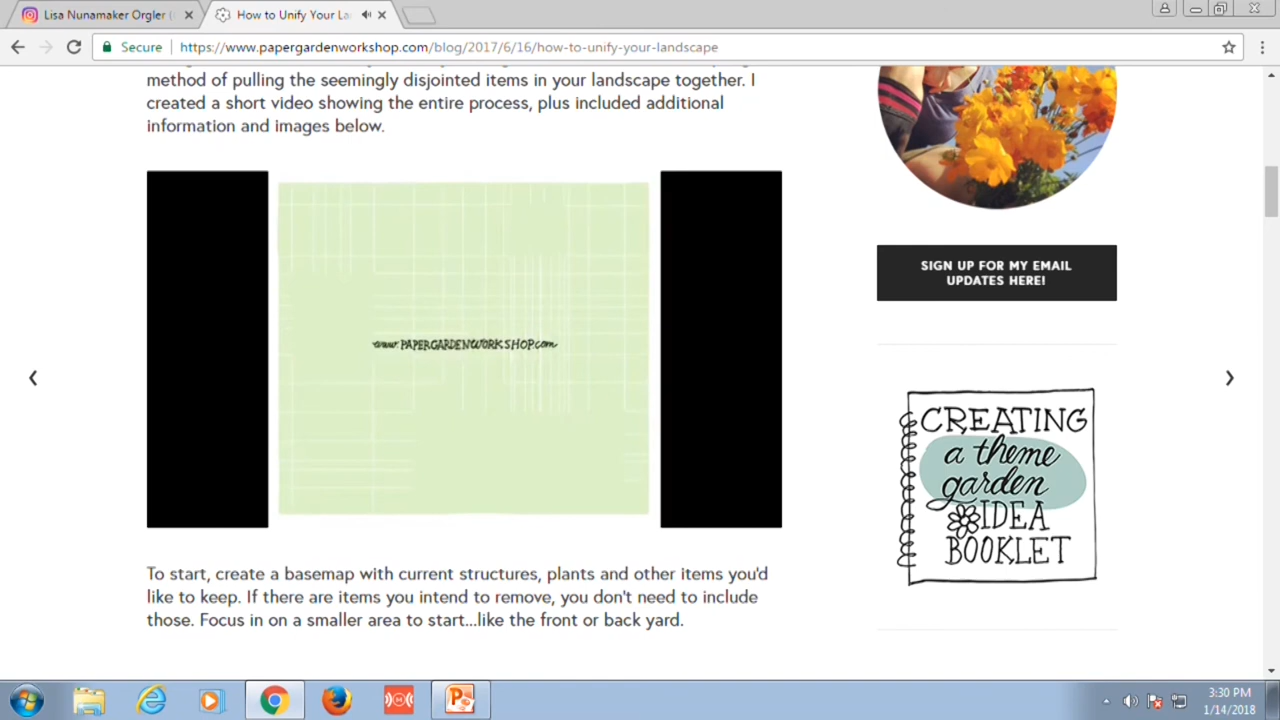 Lisa Nunamaker Orgler (
How to Unify Your La
Secure
https://www.papergardenworkshop.com/blog/2017/6/16/how-to-unify-your-landscape
method of pulling the seemingly disjointed items in your landscape together. I
created a short video showing the entire process, plus included additional
information and images below.
www.PAPERGARDENWORKSHOP.com
To start, create a basemap with current structures, plants and other items you'd
like to keep. If there are items you intend to remove, you don't need to include
those. Focus in on a smaller area to start...like the front or back yard.
SIGN UP FOR MY EMAIL
UPDATES HERE!
CREATING
a theme
garden
IDEA
BOOKLET
3:30 PM
1/14/2018